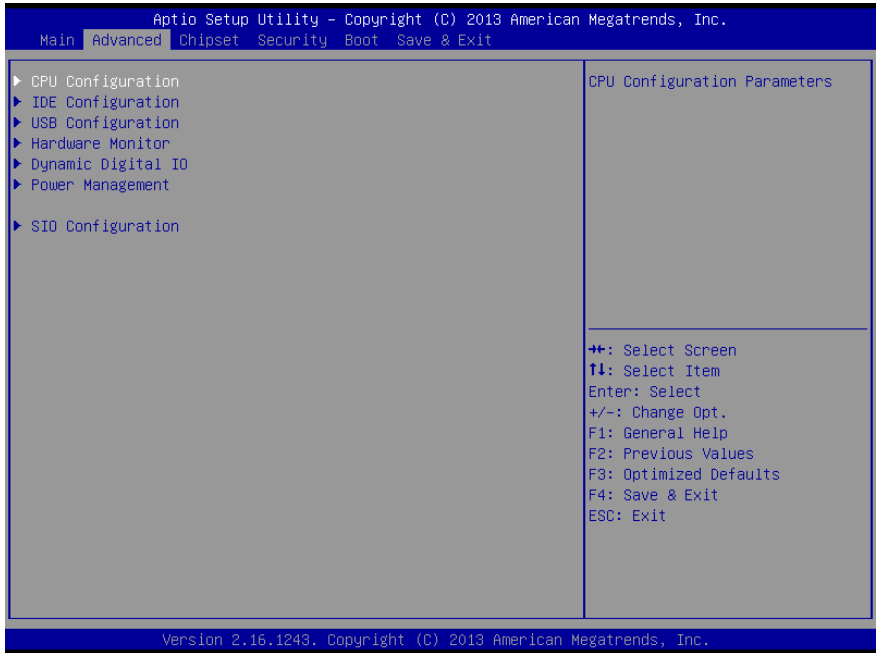 Aptio Setup Utility – Copyright (C) 2013 American Megatrends, Inc.
Main Advanced Chipset Security Boot Save & Exit
CPU Configuration
IDE Configuration
USB Configuration
Hardware Monitor
Dynamic Digital IO
Power Management
SIO Configuration
CPU Configuration Parameters
→←: Select Screen
↑↓: Select Item
Enter: Select
+/-: Change Opt.
F1: General Help
F2: Previous Values
F3: Optimized Defaults
F4: Save & Exit
ESC: Exit
Version 2.16.1243. Copyright (C) 2013 American Megatrends, Inc.